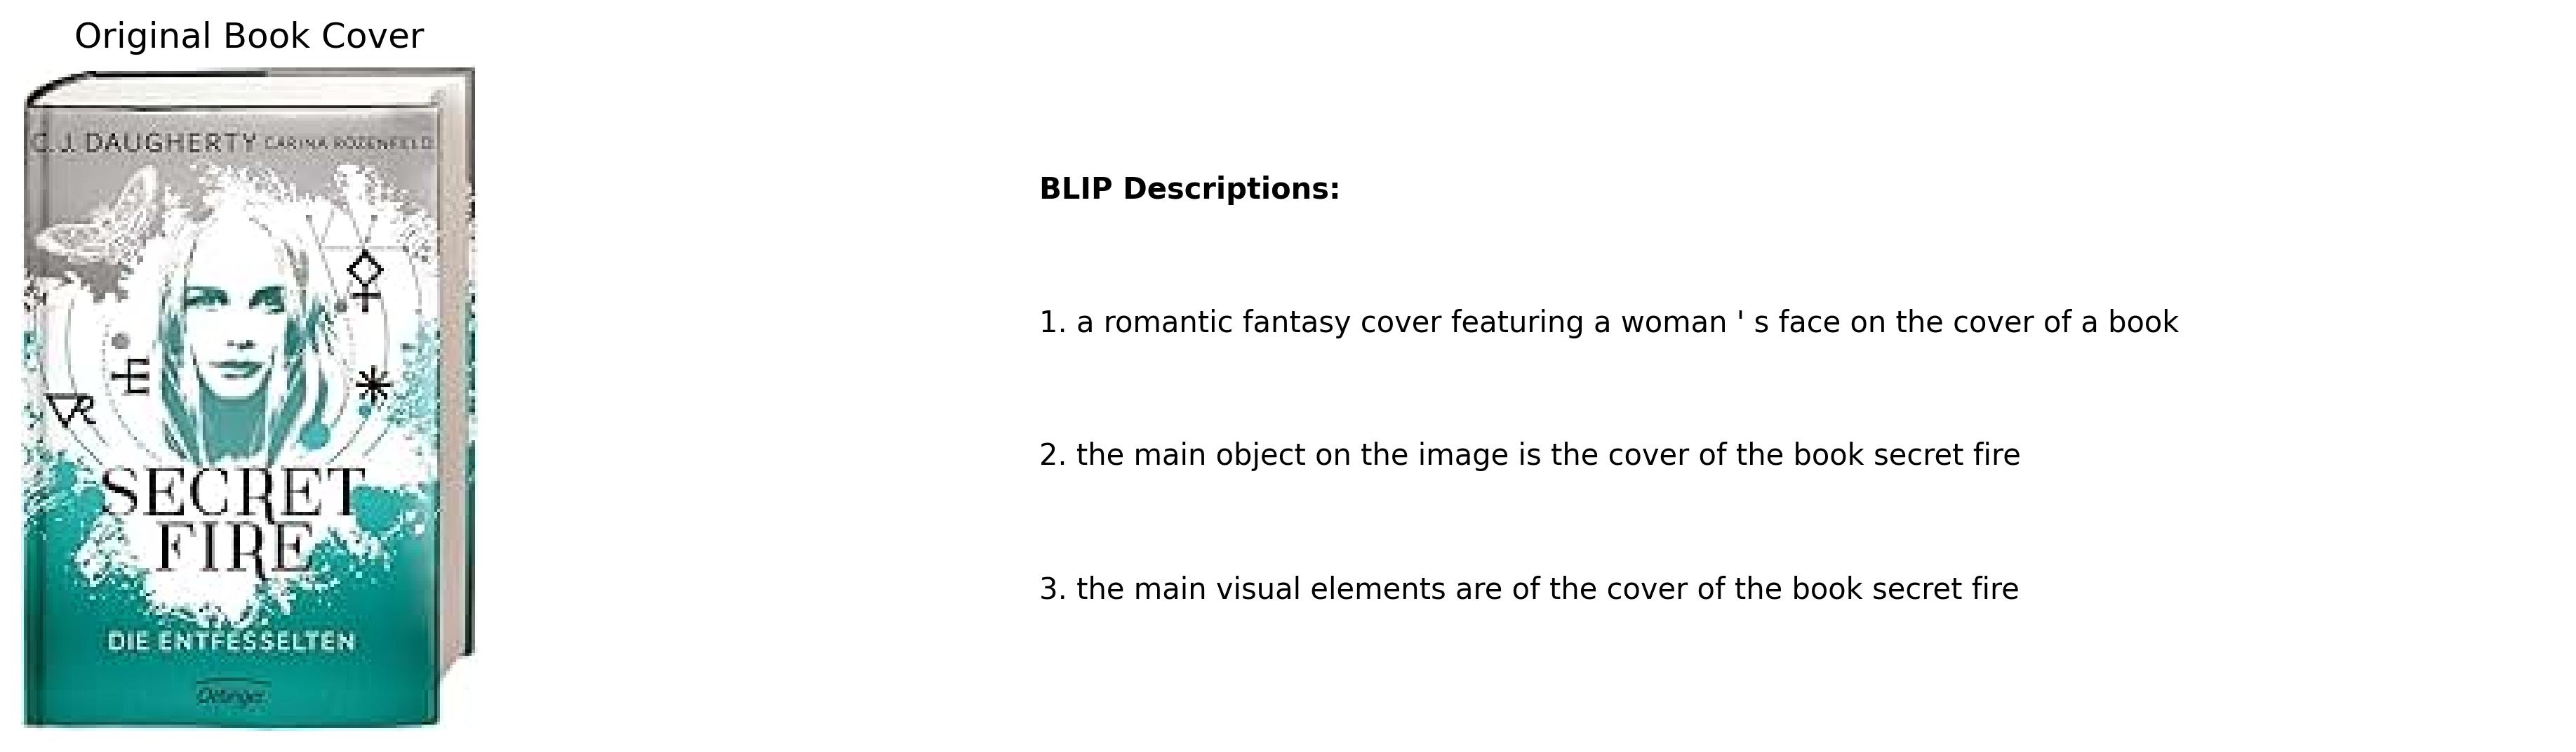 Original Book Cover
C. J. DAUGHERTY CARINA ROZENFELD
SECRET
FIRE
DIE ENTFESSELTEN
Oetinger
BLIP Descriptions:
1. a romantic fantasy cover featuring a woman ' s face on the cover of a book
2. the main object on the image is the cover of the book secret fire
3. the main visual elements are of the cover of the book secret fire